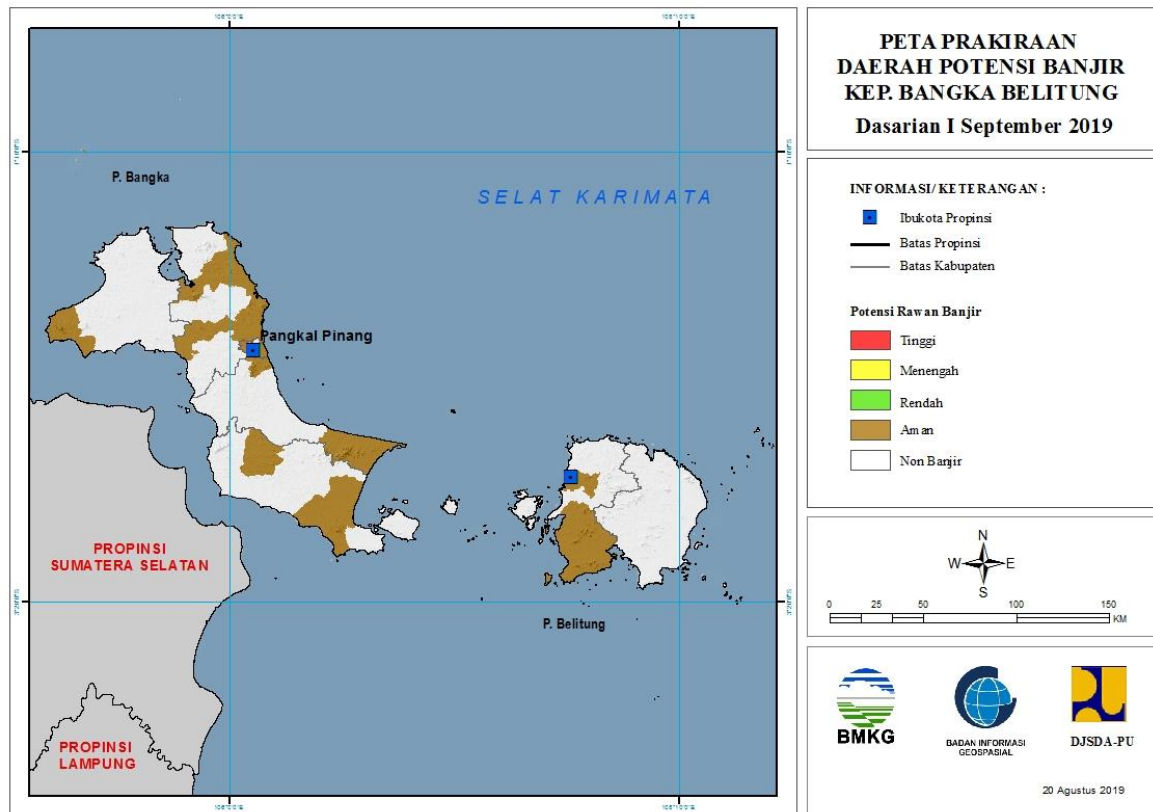 P. Bangka
SELAT KARIMATA
Pangkal Pinang
PROPINSI
SUMATERA SELATAN
P. Belitung
PROPINSI
LAMPUNG
PETA PRAKIRAAN
DAERAH POTENSI BANJIR
KEP. BANGKA BELITUNG
Dasarian I September 2019
INFORMASI/ KETERANGAN :
Ibukota Propinsi
Batas Propinsi
Batas Kabupaten
Potensi Rawan Banjir
Tinggi
Menengah
Rendah
Aman
Non Banjir
N
W E
S
0 25 50 100 150
KM
BMKG
BADAN INFORMASI
GEOSPASIAL
DJSDA-PU
20 Agustus 2019